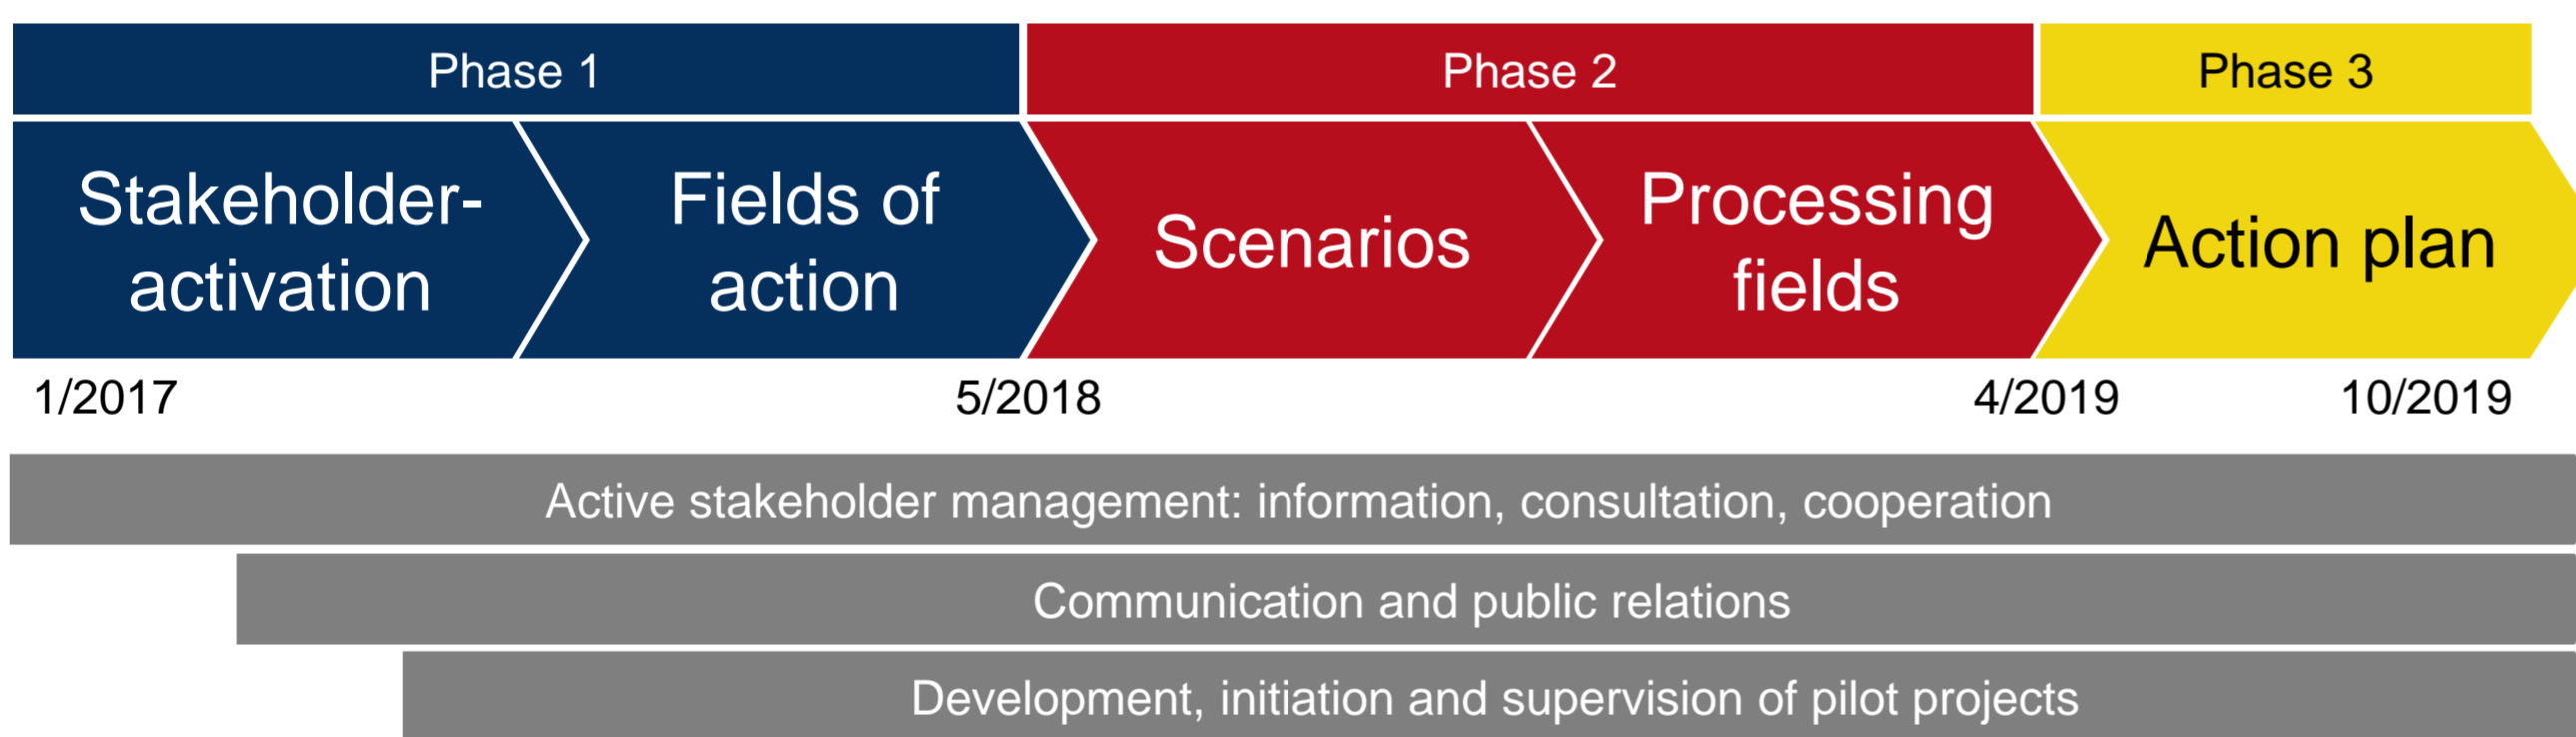 Phase 1
Phase 2
Phase 3
Stakeholder-
activation
Fields of
action
Scenarios
Processing
fields
Action plan
1/2017
5/2018
4/2019
10/2019
Active stakeholder management: information, consultation, cooperation
Communication and public relations
Development, initiation and supervision of pilot projects